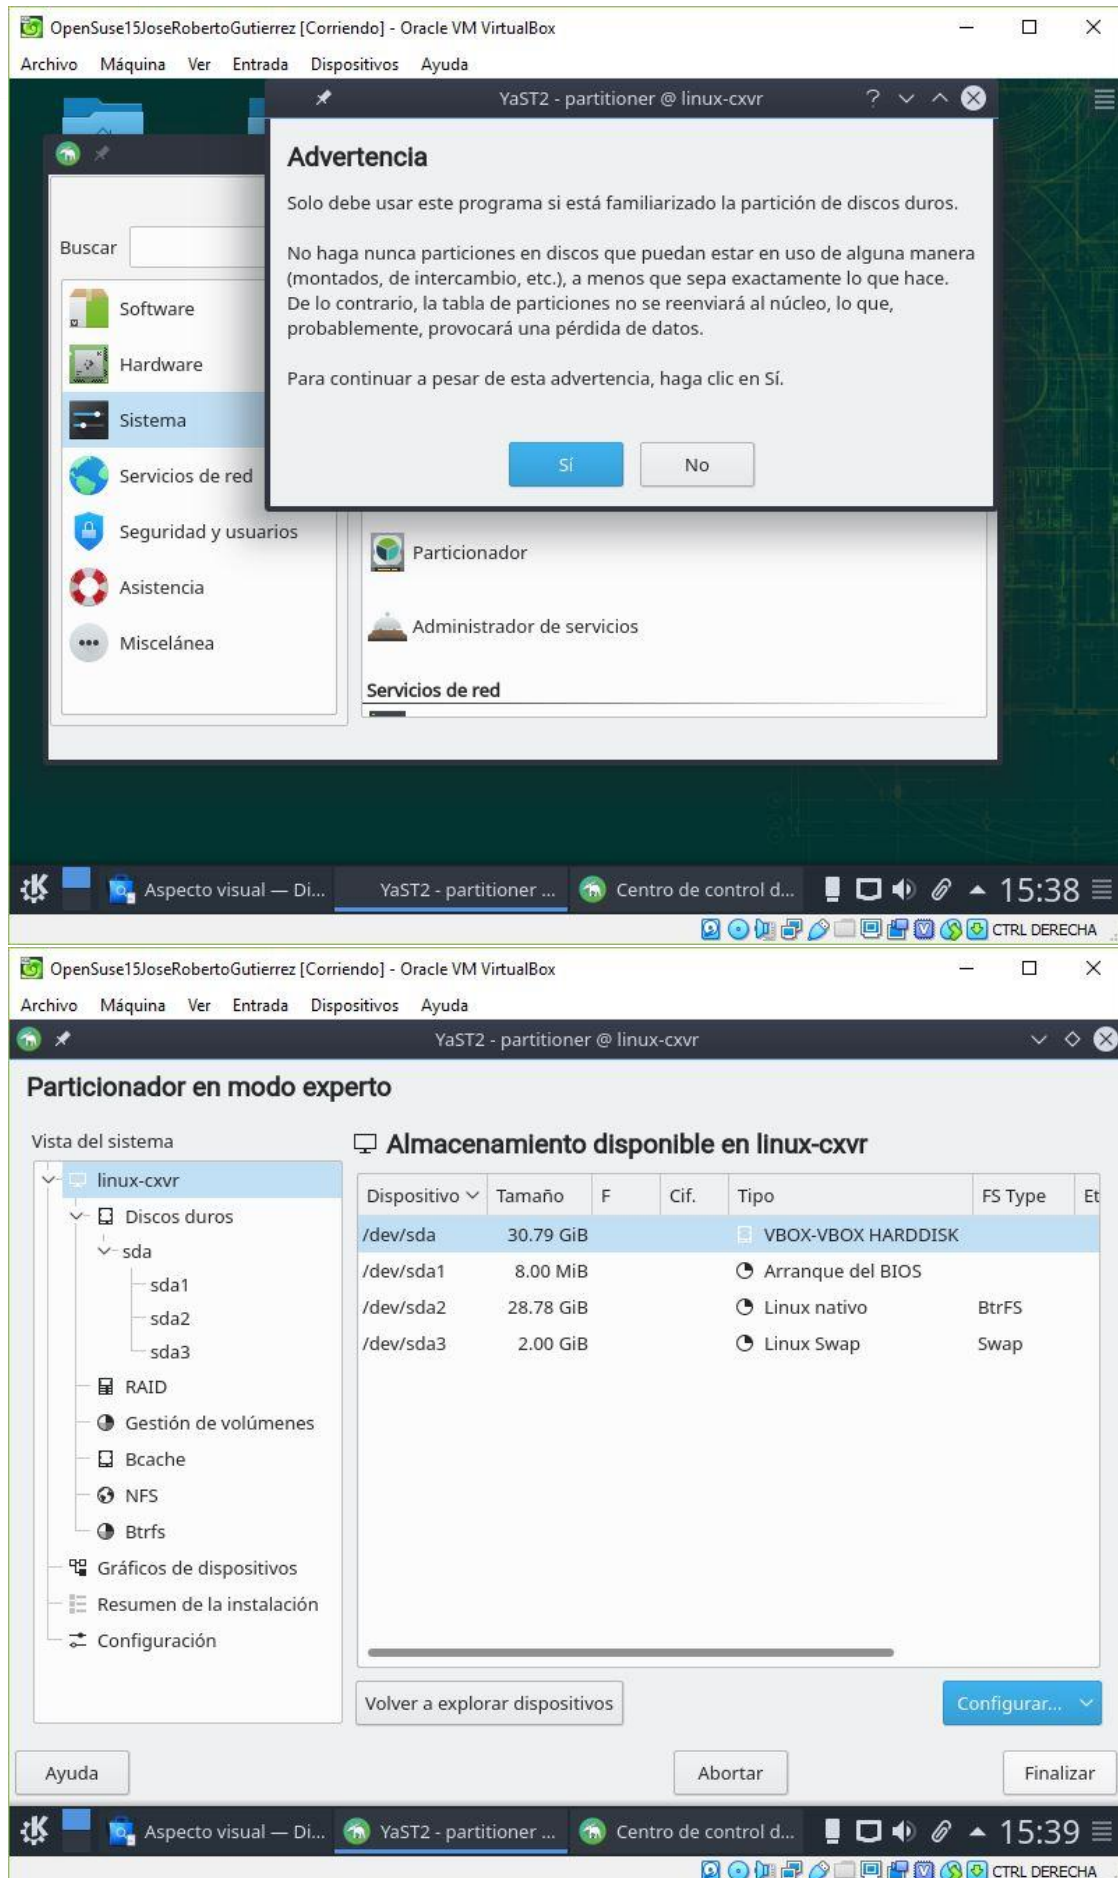 OpenSuse15JoseRobertoGutierrez [Corriendo] - Oracle VM VirtualBox
Archivo Máquina Ver Entrada Dispositivos Ayuda
YaST2 - partitioner @ linux-cxvr
Advertencia
Solo debe usar este programa si está familiarizado la partición de discos duros.
No haga nunca particiones en discos que puedan estar en uso de alguna manera
(montados, de intercambio, etc.), a menos que sepa exactamente lo que hace.
De lo contrario, la tabla de particiones no se reenviará al núcleo, lo que,
probablemente, provocará una pérdida de datos.
Para continuar a pesar de esta advertencia, haga clic en Sí.
Sí No
Buscar
Software
Hardware
Sistema
Servicios de red
Seguridad y usuarios
Asistencia
Miscelánea
Particionador
Administrador de servicios
Servicios de red
Aspecto visual — Di... YaST2 - partitioner ... Centro de control d... 15:38
CTRL DERECHA
OpenSuse15JoseRobertoGutierrez [Corriendo] - Oracle VM VirtualBox
Archivo Máquina Ver Entrada Dispositivos Ayuda
YaST2 - partitioner @ linux-cxvr
Particionador en modo experto
Vista del sistema
linux-cxvr
Discos duros
sda
sda1
sda2
sda3
RAID
Gestión de volúmenes
Bcache
NFS
Btrfs
Gráficos de dispositivos
Resumen de la instalación
Configuración
Almacenamiento disponible en linux-cxvr
Dispositivo Tamaño F Cif. Tipo FS Type Et
/dev/sda 30.79 GiB VBOX-VBOX HARDDISK
/dev/sda1 8.00 MiB Arranque del BIOS
/dev/sda2 28.78 GiB Linux nativo BtrFS
/dev/sda3 2.00 GiB Linux Swap Swap
Volver a explorar dispositivos Configurar...
Ayuda Abortar Finalizar
Aspecto visual — Di... YaST2 - partitioner ... Centro de control d... 15:39
CTRL DERECHA